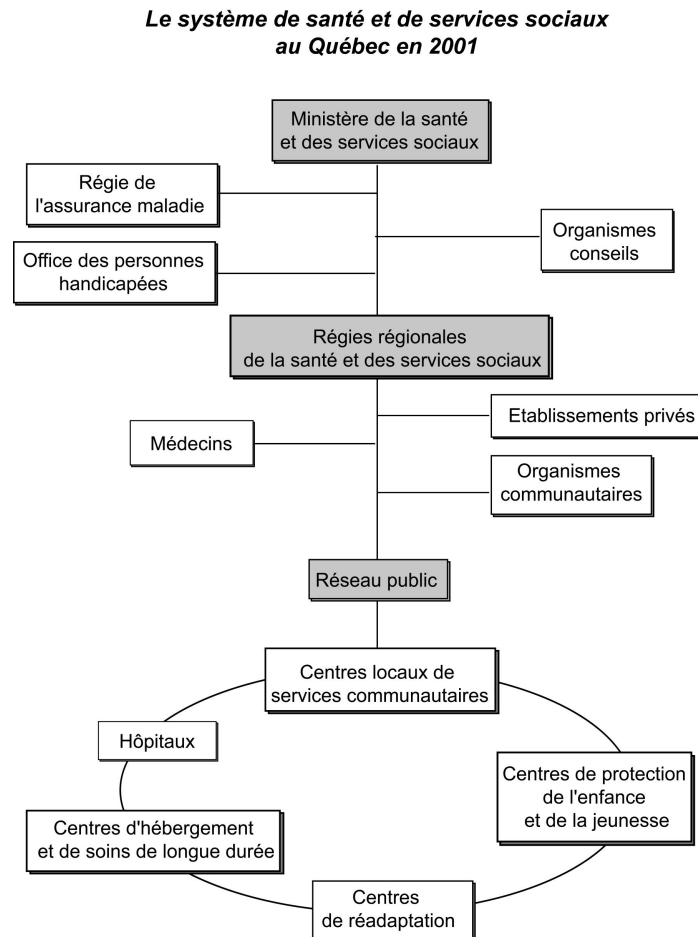 Le système de santé et de services sociaux
au Québec en 2001
Ministère de la santé
et des services sociaux
Régie de
l'assurance maladie
Organismes
conseils
Office des personnes
handicapées
Régies régionales
de la santé et des services sociaux
Etablissements privés
Médecins
Organismes
communautaires
Réseau public
Centres locaux de
services communautaires
Hôpitaux
Centres de protection
de l'enfance
et de la jeunesse
Centres d'hébergement
et de soins de longue durée
Centres
de réadaptation